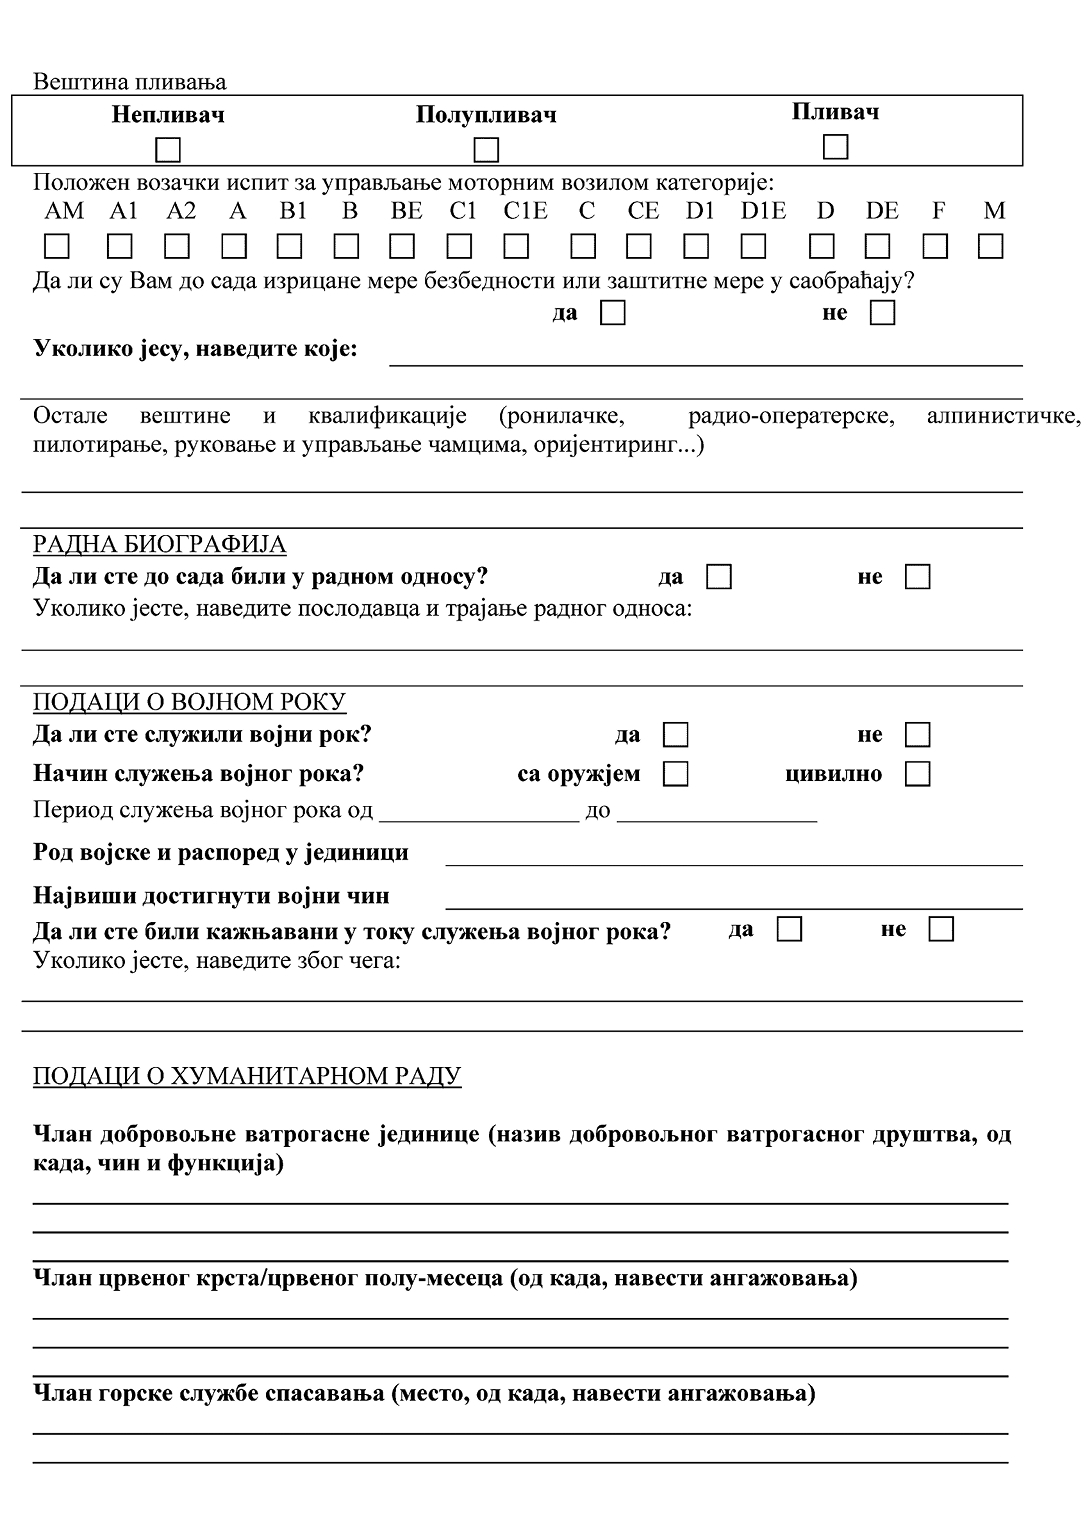 Вештина пливања
Непливач Полупливач Пливач
Положен возачки испит за управљање моторним возилом категорије:
AM A1 A2 A B1 B BE C1 C1E C CE D1 D1E D DE F M
Да ли су Вам до сада изрицане мере безбедности или заштитне мере у саобраћају?
да не
Уколико јесу, наведите које:
Остале вештине и квалификације (ронилачке, радио-оператерске, алпинистичке,
пилотирање, руковање и управљање чамцима, оријентиринг...)
РАДНА БИОГРАФИЈА
Да ли сте до сада били у радном односу? да не
Уколико јесте, наведите послодавца и трајање радног односа:
ПОДАЦИ О ВОЈНОМ РОКУ
Да ли сте служили војни рок? да не
Начин служења војног рока? са оружјем цивилно
Период служења војног рока од ________________ до ________________
Род војске и распоред у јединици
Највиши достигнути војни чин
Да ли сте били кажњавани у току служења војног рока? да не
Уколико јесте, наведите због чега:
ПОДАЦИ О ХУМАНИТАРНОМ РАДУ
Члан добровољне ватрогасне јединице (назив добровољног ватрогасног друштва, од
када, чин и функција)
Члан црвеног крста/црвеног полу-месеца (од када, навести ангажовања)
Члан горске службе спасавања (место, од када, навести ангажовања)